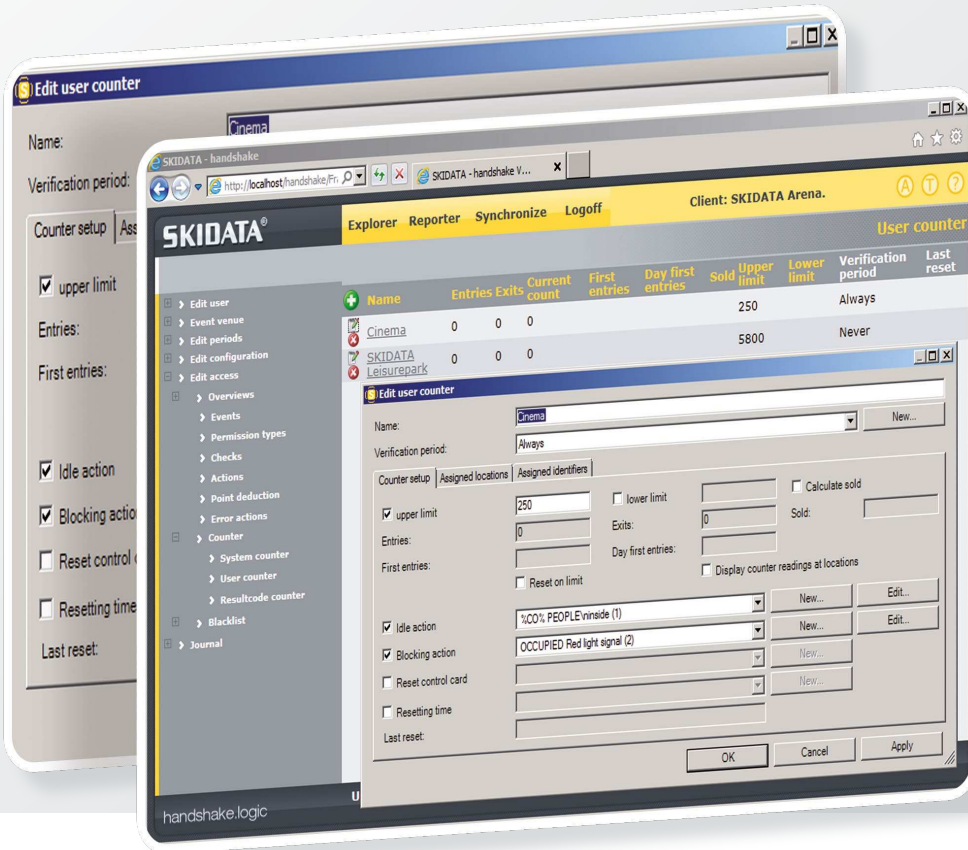 Edit user counter
Name:
Cinema
Verification period:
Counter setup
upper limit
Entries:
First entries:
Idle action
Blocking action
Reset control
Resetting time
Last reset:
SKIDATA - handshake
http://localhost/handshake/Fr
SKIDATA - handshake V...
X
SKIDATA®
Explorer Reporter Synchronize Logoff
Client: SKIDATA Arena.
A T ?
User counter
Name Entries Exits Current count First entries Day first entries Sold Upper limit Lower limit Verification period Last reset
Cinema 0 0 0 250 Always
SKIDATA Leisurepark 0 0 0 5800 Never
Edit user
Event venue
Edit periods
Edit configuration
Edit access
Overviews
Events
Permission types
Checks
Actions
Point deduction
Error actions
Counter
System counter
User counter
Resultcode counter
Blacklist
Journal
Edit user counter
Name: Cinema
Verification period: Always New...
Counter setup Assigned locations Assigned identifiers
upper limit 250 lower limit Calculate sold
Entries: 0 Exits: 0 Sold:
First entries: Day first entries:
Reset on limit Display counter readings at locations
Idle action %CO% PEOPLE\ninside (1) New... Edit...
Blocking action OCCUPIED Red light signal (2) New... Edit...
Reset control card New...
Resetting time New...
Last reset:
OK Cancel Apply
handshake.logic